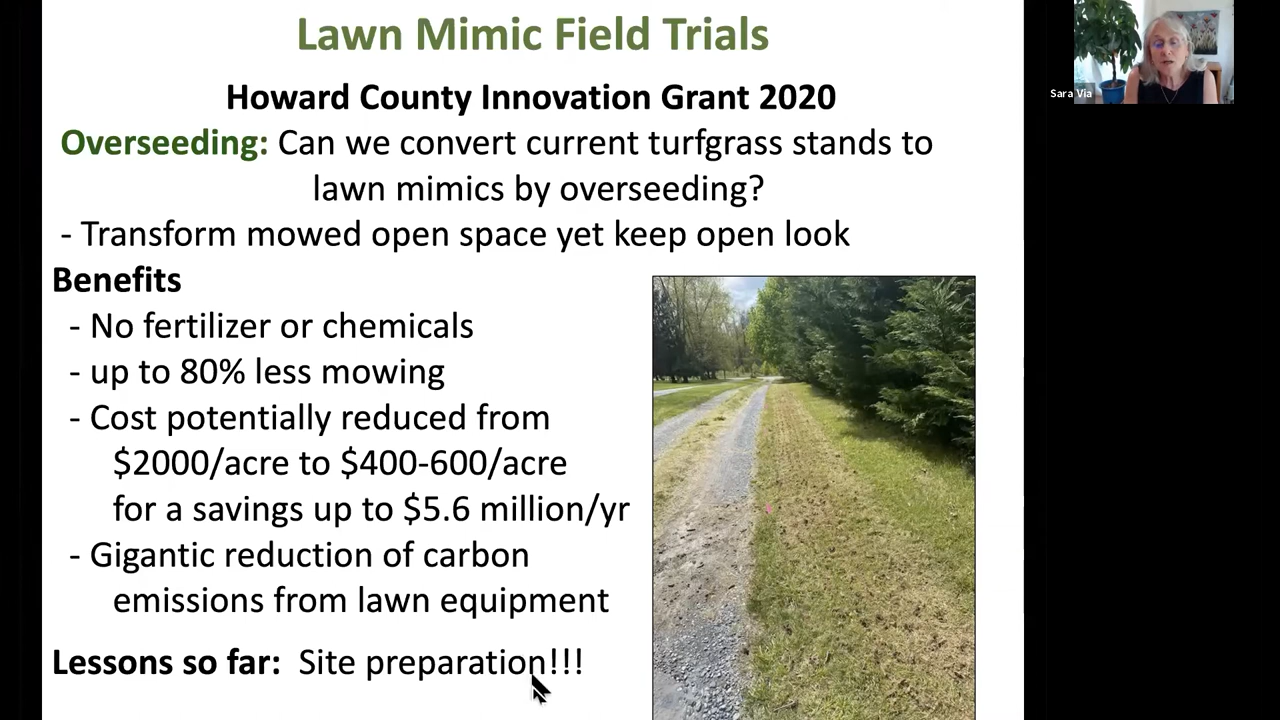 Lawn Mimic Field Trials
Howard County Innovation Grant 2020
Overseeding: Can we convert current turfgrass stands to
lawn mimics by overseeding?
- Transform mowed open space yet keep open look
Benefits
- No fertilizer or chemicals
- up to 80% less mowing
- Cost potentially reduced from
$2000/acre to $400-600/acre
for a savings up to $5.6 million/yr
- Gigantic reduction of carbon
emissions from lawn equipment
Lessons so far: Site preparation!!!
Sara Via